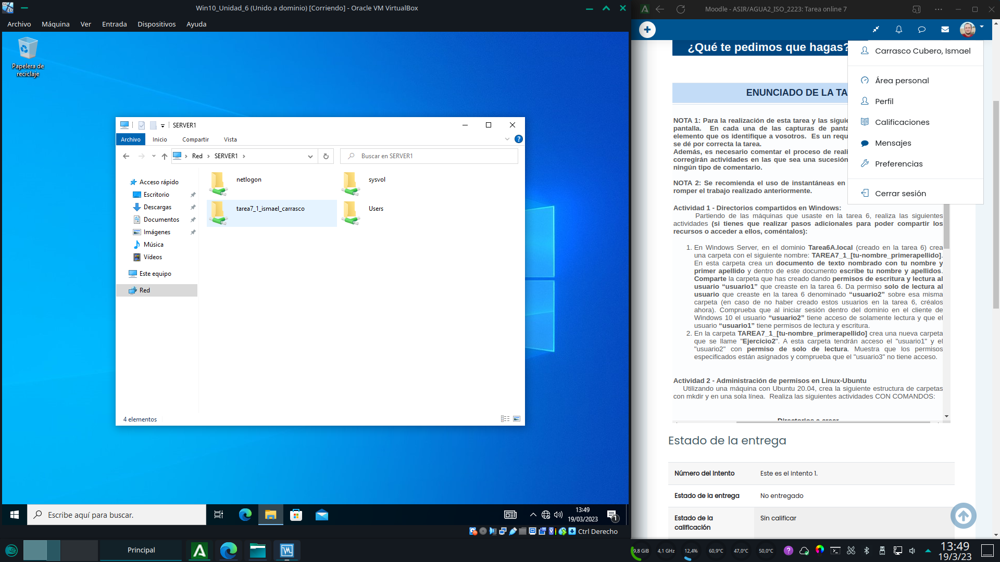 Win10_Unidad_6 (Unido a dominio) [Corriendo] - Oracle VM VirtualBox
Archivo Máquina Ver Entrada Dispositivos Ayuda
Papelera de
reciclaje
SERVER1
Archivo Inicio Compartir Vista
Red SERVER1
Buscar en SERVER1
Acceso rápido
Escritorio
Descargas
Documentos
Imágenes
Música
Vídeos
Este equipo
Red
netlogon
sysvol
tarea7_1_ismael_carrasco
Users
4 elementos
Escribe aquí para buscar.
13:49
19/03/2023
1
Ctrl Derecho
Moodle - ASIR/AGUA2_ISO_2223: Tarea online 7
¿Qué te pedimos que hagas?
Carrasco Cubero, Ismael
Área personal
Perfil
Calificaciones
Mensajes
Preferencias
Cerrar sesión
ENUNCIADO DE LA TA
NOTA 1: Para la realización de esta tarea y las siguie
pantalla. En cada una de las capturas de panta
elemento que os identifique a vosotros. Es un requ
se dé por correcta la tarea.
Además, es necesario comentar el proceso de reali
corregirán actividades en las que sea una sucesión
ningún tipo de comentario.
NOTA 2: Se recomienda el uso de instantáneas en
romper el trabajo realizado anteriormente.
Actividad 1 - Directorios compartidos en Windows:
Partiendo de las máquinas que usaste en la tarea 6, realiza las siguientes
actividades (si tienes que realizar pasos adicionales para poder compartir los
recursos o acceder a ellos, coméntalos):
1. En Windows Server, en el dominio Tarea6A.local (creado en la tarea 6) crea
una carpeta con el siguiente nombre: TAREA7_1_[tu-nombre_primerapellido].
En esta carpeta crea un documento de texto nombrado con tu nombre y
primer apellido y dentro de este documento escribe tu nombre y apellidos.
Comparte la carpeta que has creado dando permisos de escritura y lectura al
usuario “usuario1” que creaste en la tarea 6. Da permiso solo de lectura al
usuario que creaste en la tarea 6 denominado “usuario2” sobre esa misma
carpeta (en caso de no haber creado estos usuarios en la tarea 6, créalos
ahora). Comprueba que al iniciar sesión dentro del dominio en el cliente de
Windows 10 el usuario “usuario2” tiene acceso de solamente lectura y que el
usuario “usuario1” tiene permisos de lectura y escritura.
2. En la carpeta TAREA7_1_[tu-nombre_primerapellido] crea una nueva carpeta
que se llame "Ejercicio2". A esta carpeta tendrán acceso el "usuario1" y el
"usuario2" con permiso de solo de lectura. Muestra que los permisos
especificados están asignados y comprueba que el "usuario3" no tiene acceso.
Actividad 2 - Administración de permisos en Linux-Ubuntu
Utilizando una máquina con Ubuntu 20.04, crea la siguiente estructura de carpetas
con mkdir y en una sola línea. Realiza las siguientes actividades CON COMANDOS:
Directorios a crear
Estado de la entrega
Número del intento Este es el intento 1.
Estado de la entrega No entregado
Estado de la
calificación
Sin calificar
Principal
9,8 GiB 4,1 GHz 12,4% 60,9°C 47,0°C 50,0°C
13:49
19/3/23